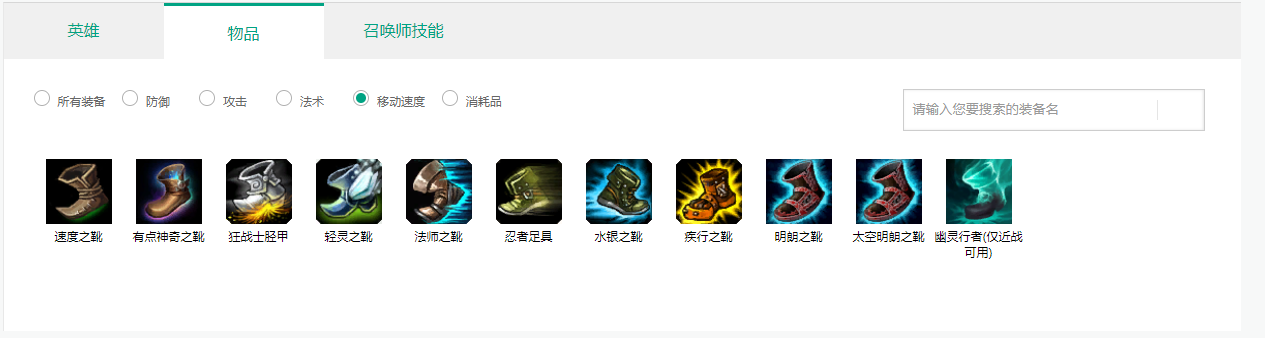 英雄 物品 召唤师技能
所有装备 防御 攻击 法术 移动速度 消耗品 请输入您要搜索的装备名
速度之靴 有点神奇之靴 狂战士胫甲 轻灵之靴 法师之靴 忍者足具 水银之靴 疾行之靴 明朗之靴 太空明朗之靴 幽灵行者(仅近战
可用)